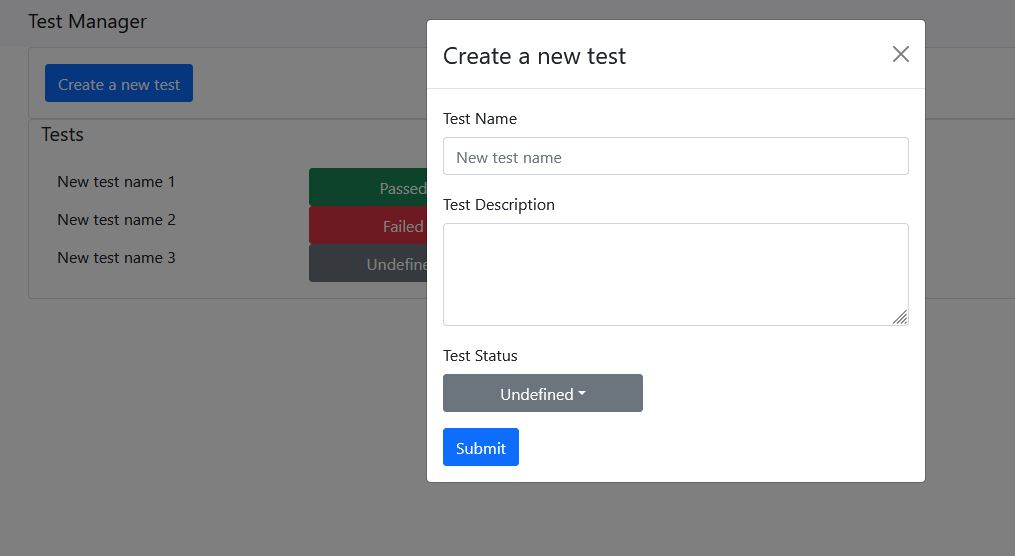 Test Manager
Create a new test
Tests
New test name 1
Passed
New test name 2
Failed
New test name 3
Create a new test
Test Name
New test name
Test Description
Test Status
Undefined
Submit